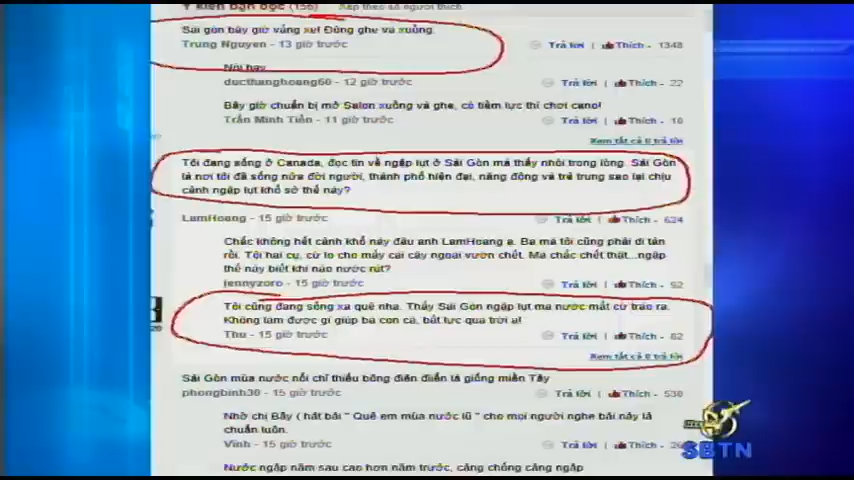 Ý kiến bạn đọc (156) Xếp theo số người thích
Sài gòn bây giờ vắng xe! Đông ghe và xuồng.
Trung Nguyen - 13 giờ trước Trả lời | Thích - 1348
Nói hay
ducthanghoang60 - 12 giờ trước Trả lời | Thích - 22
Bây giờ chuẩn bị mở Salon xuồng và ghe, có tiềm lực thì chơi cano!
Trần Minh Tiến - 11 giờ trước Trả lời | Thích - 10
Xem tất cả 6 trả lời
Tôi đang sống ở Canada, đọc tin về ngập lụt ở Sài Gòn mà thấy nhói trong lòng. Sài Gòn
là nơi tôi đã sống nửa đời người, thành phố hiện đại, năng động và trẻ trung sao lại chịu
cảnh ngập lụt khổ sở thế này?
LamHoang - 15 giờ trước Trả lời | Thích - 624
Chắc không hết cảnh khổ này đâu anh LamHoang ạ. Ba má tôi cũng phải di tản
rồi. Tội hai cụ, cứ lo cho mấy cái cây ngoài vườn chết. Mà chắc chết thật...ngập
thế này biết khi nào nước rút?
jennyzoro - 15 giờ trước Trả lời | Thích - 92
Tôi cũng đang sống xa quê nhà. Thấy Sài Gòn ngập lụt mà nước mắt cứ trào ra.
Không làm được gì giúp bà con cả, bất lực quá trời ạ!
Thu - 15 giờ trước Trả lời | Thích - 62
Xem tất cả 6 trả lời
Sài Gòn mùa nước nổi chỉ thiếu bông điên điển là giống miền Tây
phongbinh30 - 15 giờ trước Trả lời | Thích - 530
Nhờ chị Bảy ( hát bài " Quê em mùa nước lũ " cho mọi người nghe bài này là
chuẩn luôn.
Vinh - 15 giờ trước Trả lời | Thích
Nước ngập năm sau cao hơn năm trước, càng chống càng ngập
SBTN